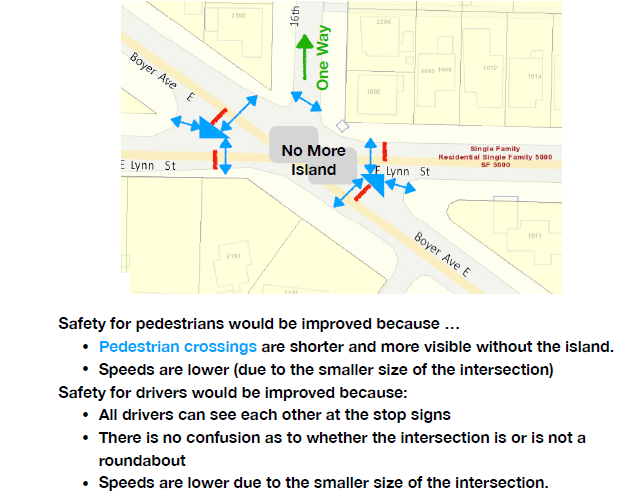 2302
16th
2306
One Way
Boyer Ave E
1602
1610 1608
1012
1014
No More
Island
Single Family
Residential Single Family 5000
SF 5000
E Lynn St
E Lynn St
Boyer Ave E
1011
2197
Safety for pedestrians would be improved because …
• Pedestrian crossings are shorter and more visible without the island.
• Speeds are lower (due to the smaller size of the intersection)
Safety for drivers would be improved because:
• All drivers can see each other at the stop signs
• There is no confusion as to whether the intersection is or is not a
roundabout
• Speeds are lower due to the smaller size of the intersection.